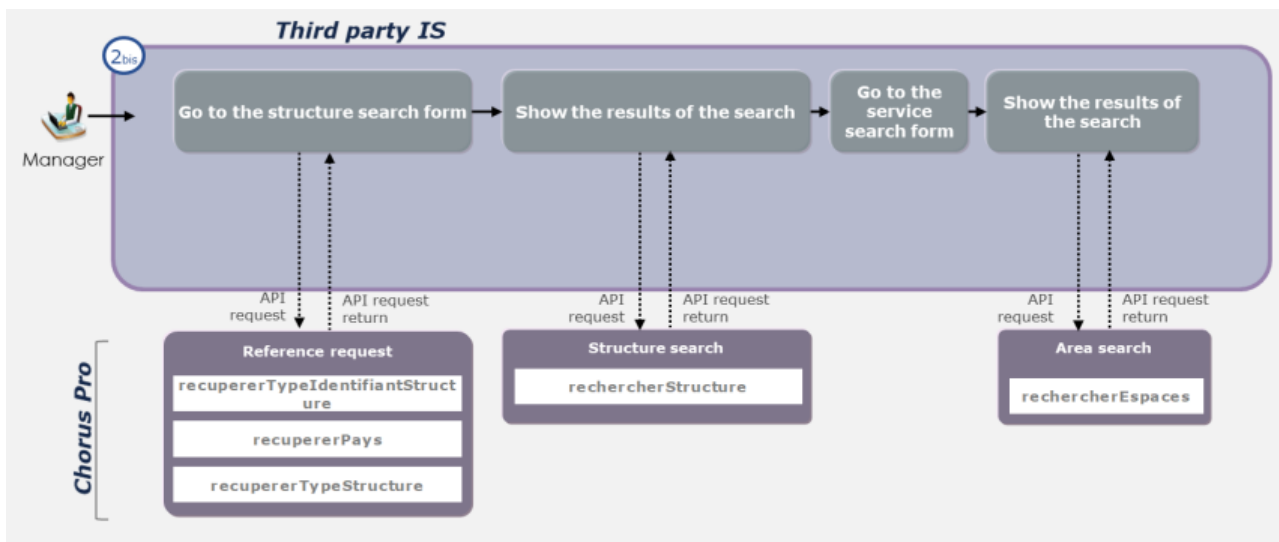 Third party IS
2bis
Manager
Go to the structure search form
Show the results of the search
Go to the
service
search form
Show the results of
the search
API
request
API request
return
API
request
API request
return
API
request
API request
return
Chorus Pro
Reference request
recupererTypeIdentifiantStruct
ure
recupererPays
recupererTypeStructure
Structure search
rechercherStructure
Area search
rechercherEspaces